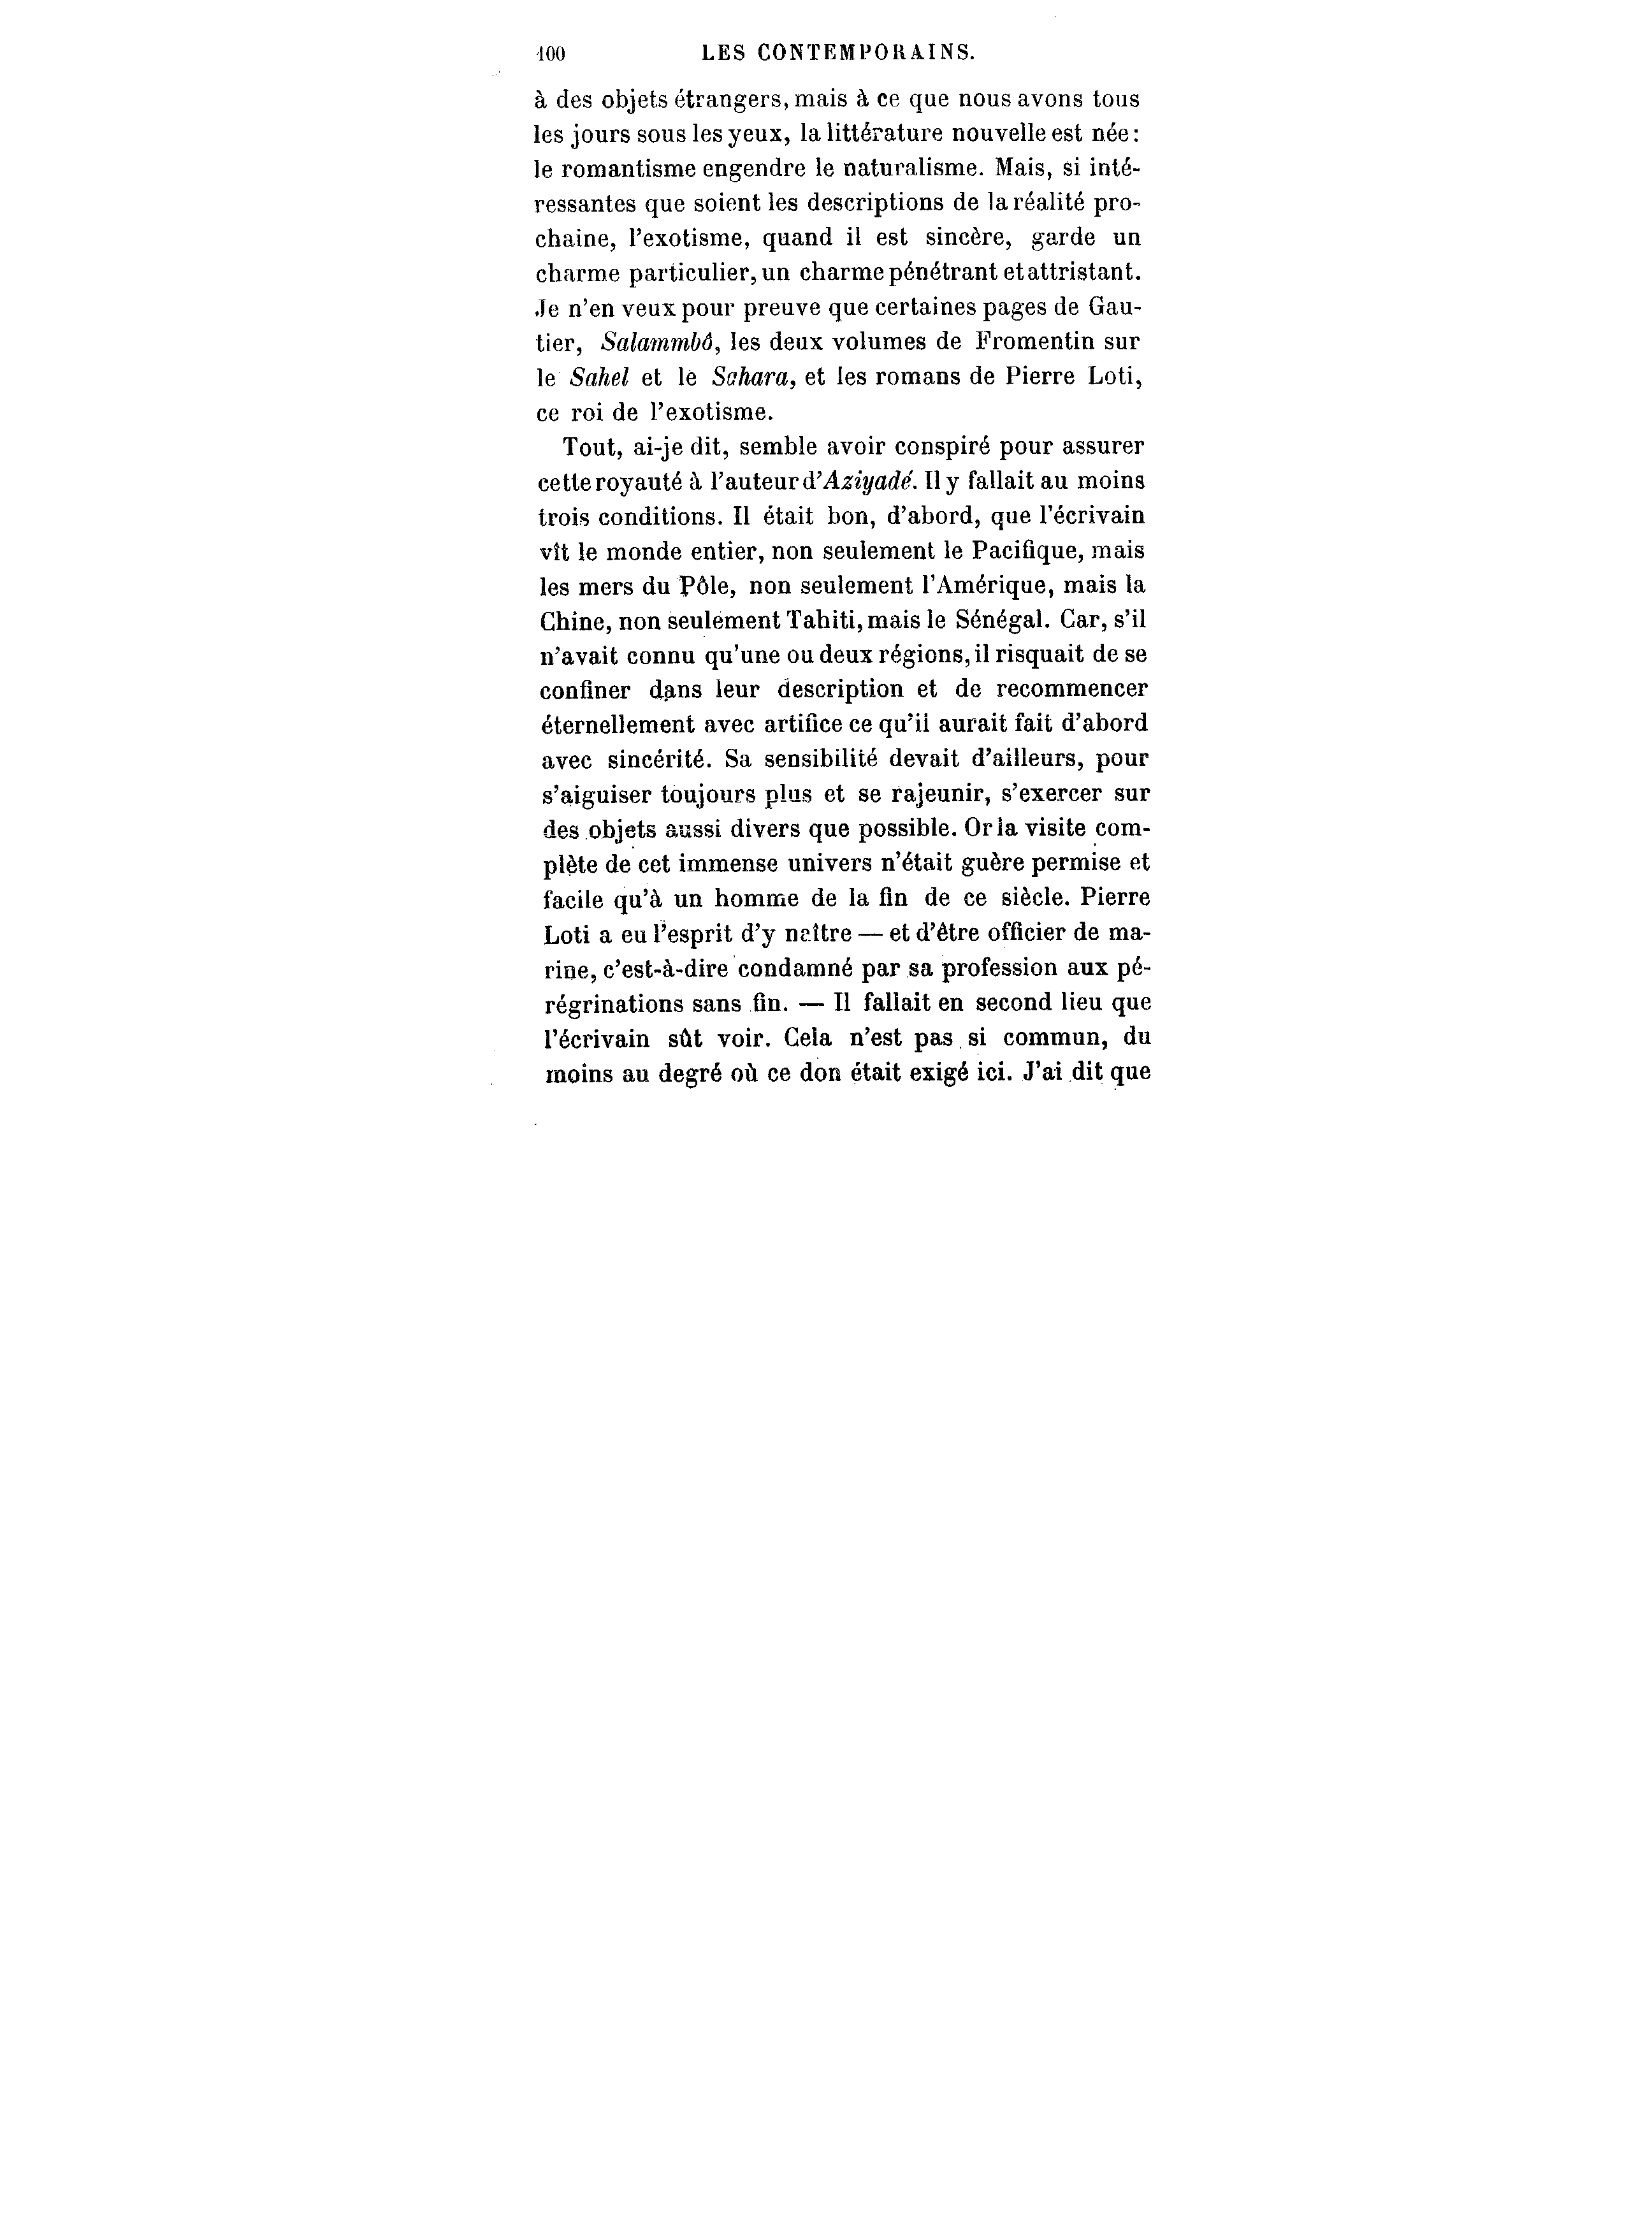 100 LES CONTEMPORAINS.
à des objets étrangers, mais à ce que nous avons tous
les jours sous les yeux, la littérature nouvelle est née :
le romantisme engendre le naturalisme. Mais, si inté-
ressantes que soient les descriptions de la réalité pro-
chaine, l'exotisme, quand il est sincère, garde un
charme particulier, un charme pénétrant et attristant.
Je n'en veux pour preuve que certaines pages de Gau-
tier, Salammbô, les deux volumes de Fromentin sur
le Sahel et le Sahara, et les romans de Pierre Loti,
ce roi de l'exotisme.
Tout, ai-je dit, semble avoir conspiré pour assurer
cette royauté à l'auteur d'Aziyadé. Il y fallait au moins
trois conditions. Il était bon, d'abord, que l'écrivain
vît le monde entier, non seulement le Pacifique, mais
les mers du Pôle, non seulement l'Amérique, mais la
Chine, non seulement Tahiti, mais le Sénégal. Car, s'il
n'avait connu qu'une ou deux régions, il risquait de se
confiner dans leur description et de recommencer
éternellement avec artifice ce qu'il aurait fait d'abord
avec sincérité. Sa sensibilité devait d'ailleurs, pour
s'aiguiser toujours plus et se rajeunir, s'exercer sur
des objets aussi divers que possible. Or la visite com-
plète de cet immense univers n'était guère permise et
facile qu'à un homme de la fin de ce siècle. Pierre
Loti a eu l'esprit d'y naître — et d'être officier de ma-
rine, c'est-à-dire condamné par sa profession aux pé-
régrinations sans fin. — Il fallait en second lieu que
l'écrivain sût voir. Cela n'est pas si commun, du
moins au degré où ce don était exigé ici. J'ai dit que